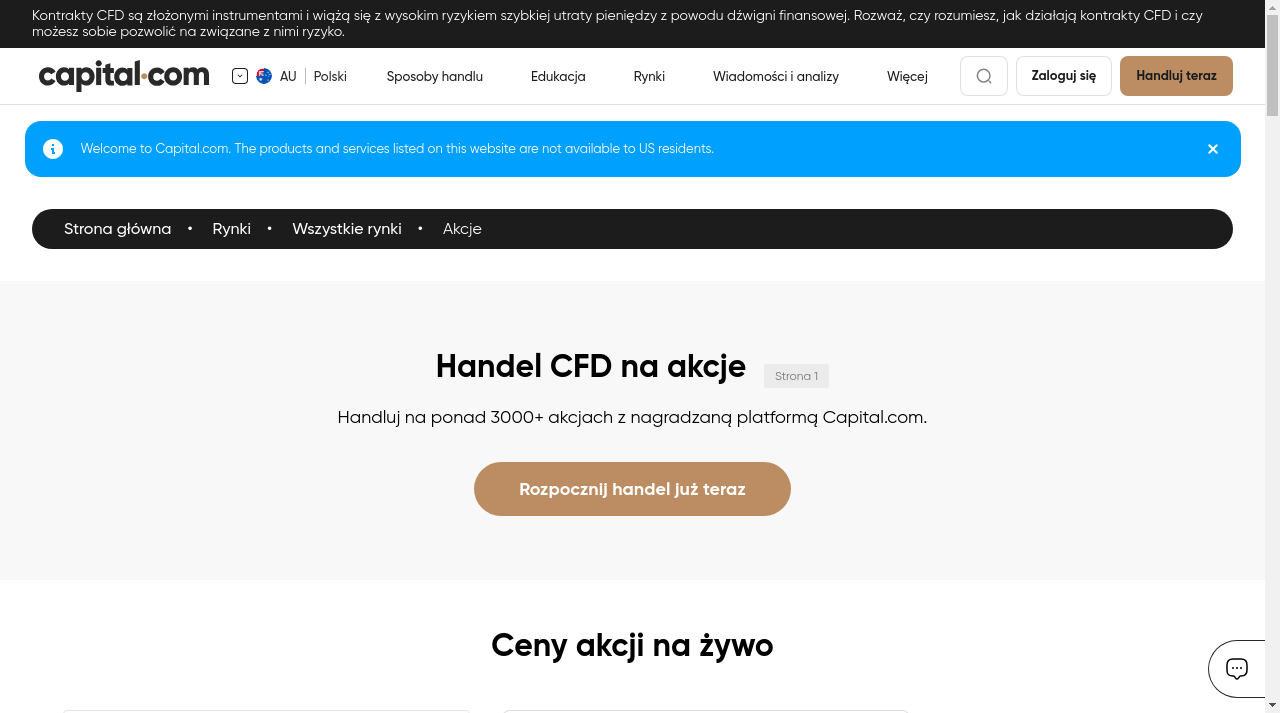 Kontrakty CFD są złożonymi instrumentami i wiążą się z wysokim ryzykiem szybkiej utraty pieniędzy z powodu dźwigni finansowej. Rozważ, czy rozumiesz, jak działają kontrakty CFD i czy
możesz sobie pozwolić na związane z nimi ryzyko.
capital.com AU Polski Sposoby handlu Edukacja Rynki Wiadomości i analizy Więcej Zaloguj się Handluj teraz
Welcome to Capital.com. The products and services listed on this website are not available to US residents.
Strona główna • Rynki • Wszystkie rynki • Akcje
Handel CFD na akcje Strona 1
Handluj na ponad 3000+ akcjach z nagradzaną platformą Capital.com.
Rozpocznij handel już teraz
Ceny akcji na żywo